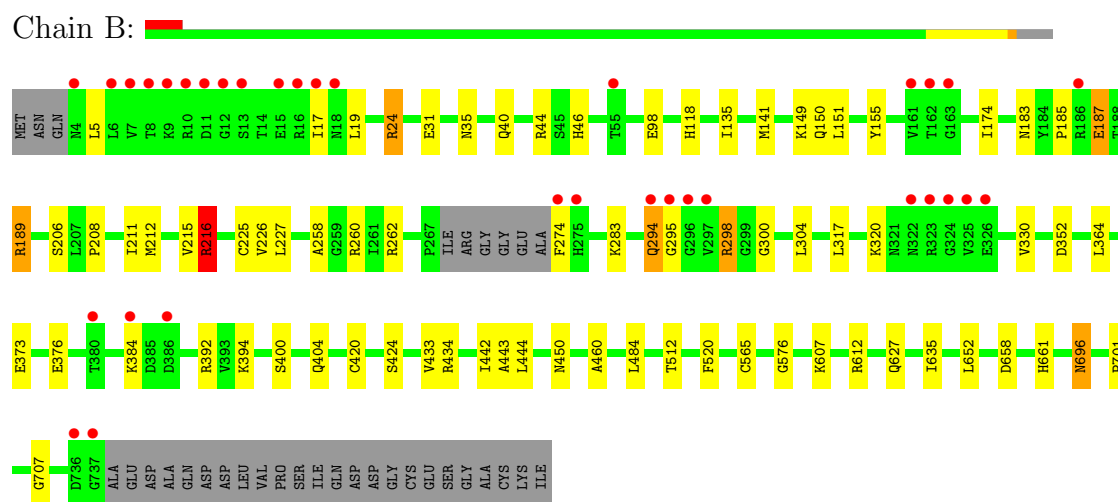 Chain B:
MET ASN GLN N4 L5 L6 V7 T8 K9 R10 D11 G12 S13 T14 E15 R16 I17 N18 L19 R24 E31 N35 Q40 R44 S45 H46 T55 E98 H118 I135 M141 K149 Q150 L151 Y155 V161 T162 G163 I174 N183 Y184 P185 R186 E187 T188
R189 S206 L207 P208 I211 M212 V215 R216 C225 V226 L227 A258 G259 R260 I261 R262 P267 ILE ARG GLY GLY GLU ALA F274 H275 K283 Q294 G295 G296 V297 R298 G299 G300 L304 L317 K320 N321 N322 R323 G324 V325 E326 V330 D352 L364
E373 E376 T380 K384 D385 D386 R392 V393 K394 S400 Q404 C420 S424 V433 R434 I442 A443 L444 N450 A460 L484 T512 F520 C565 G576 K607 R612 Q627 I635 L652 D658 H661 N696
G707 D736 G737 ALA GLU ASP ALA GLN ASP ASP LEU VAL PRO SER ILE GLN ASP ASP GLY CYS GLU SER GLY ALA CYS LYS ILE